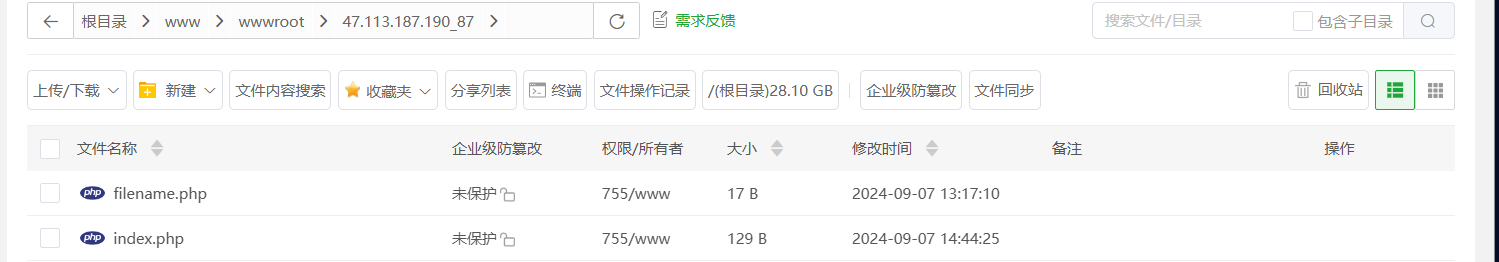 根目录 www wwwroot 47.113.187.190_87 需求反馈 搜索文件/目录 包含子目录
上传/下载 新建 文件内容搜索 收藏夹 分享列表 终端 文件操作记录 /(根目录)28.10 GB 企业级防篡改 文件同步 回收站
文件名称 企业级防篡改 权限/所有者 大小 修改时间 备注 操作
php filename.php 未保护 755/www 17 B 2024-09-07 13:17:10
php index.php 未保护 755/www 129 B 2024-09-07 14:44:25